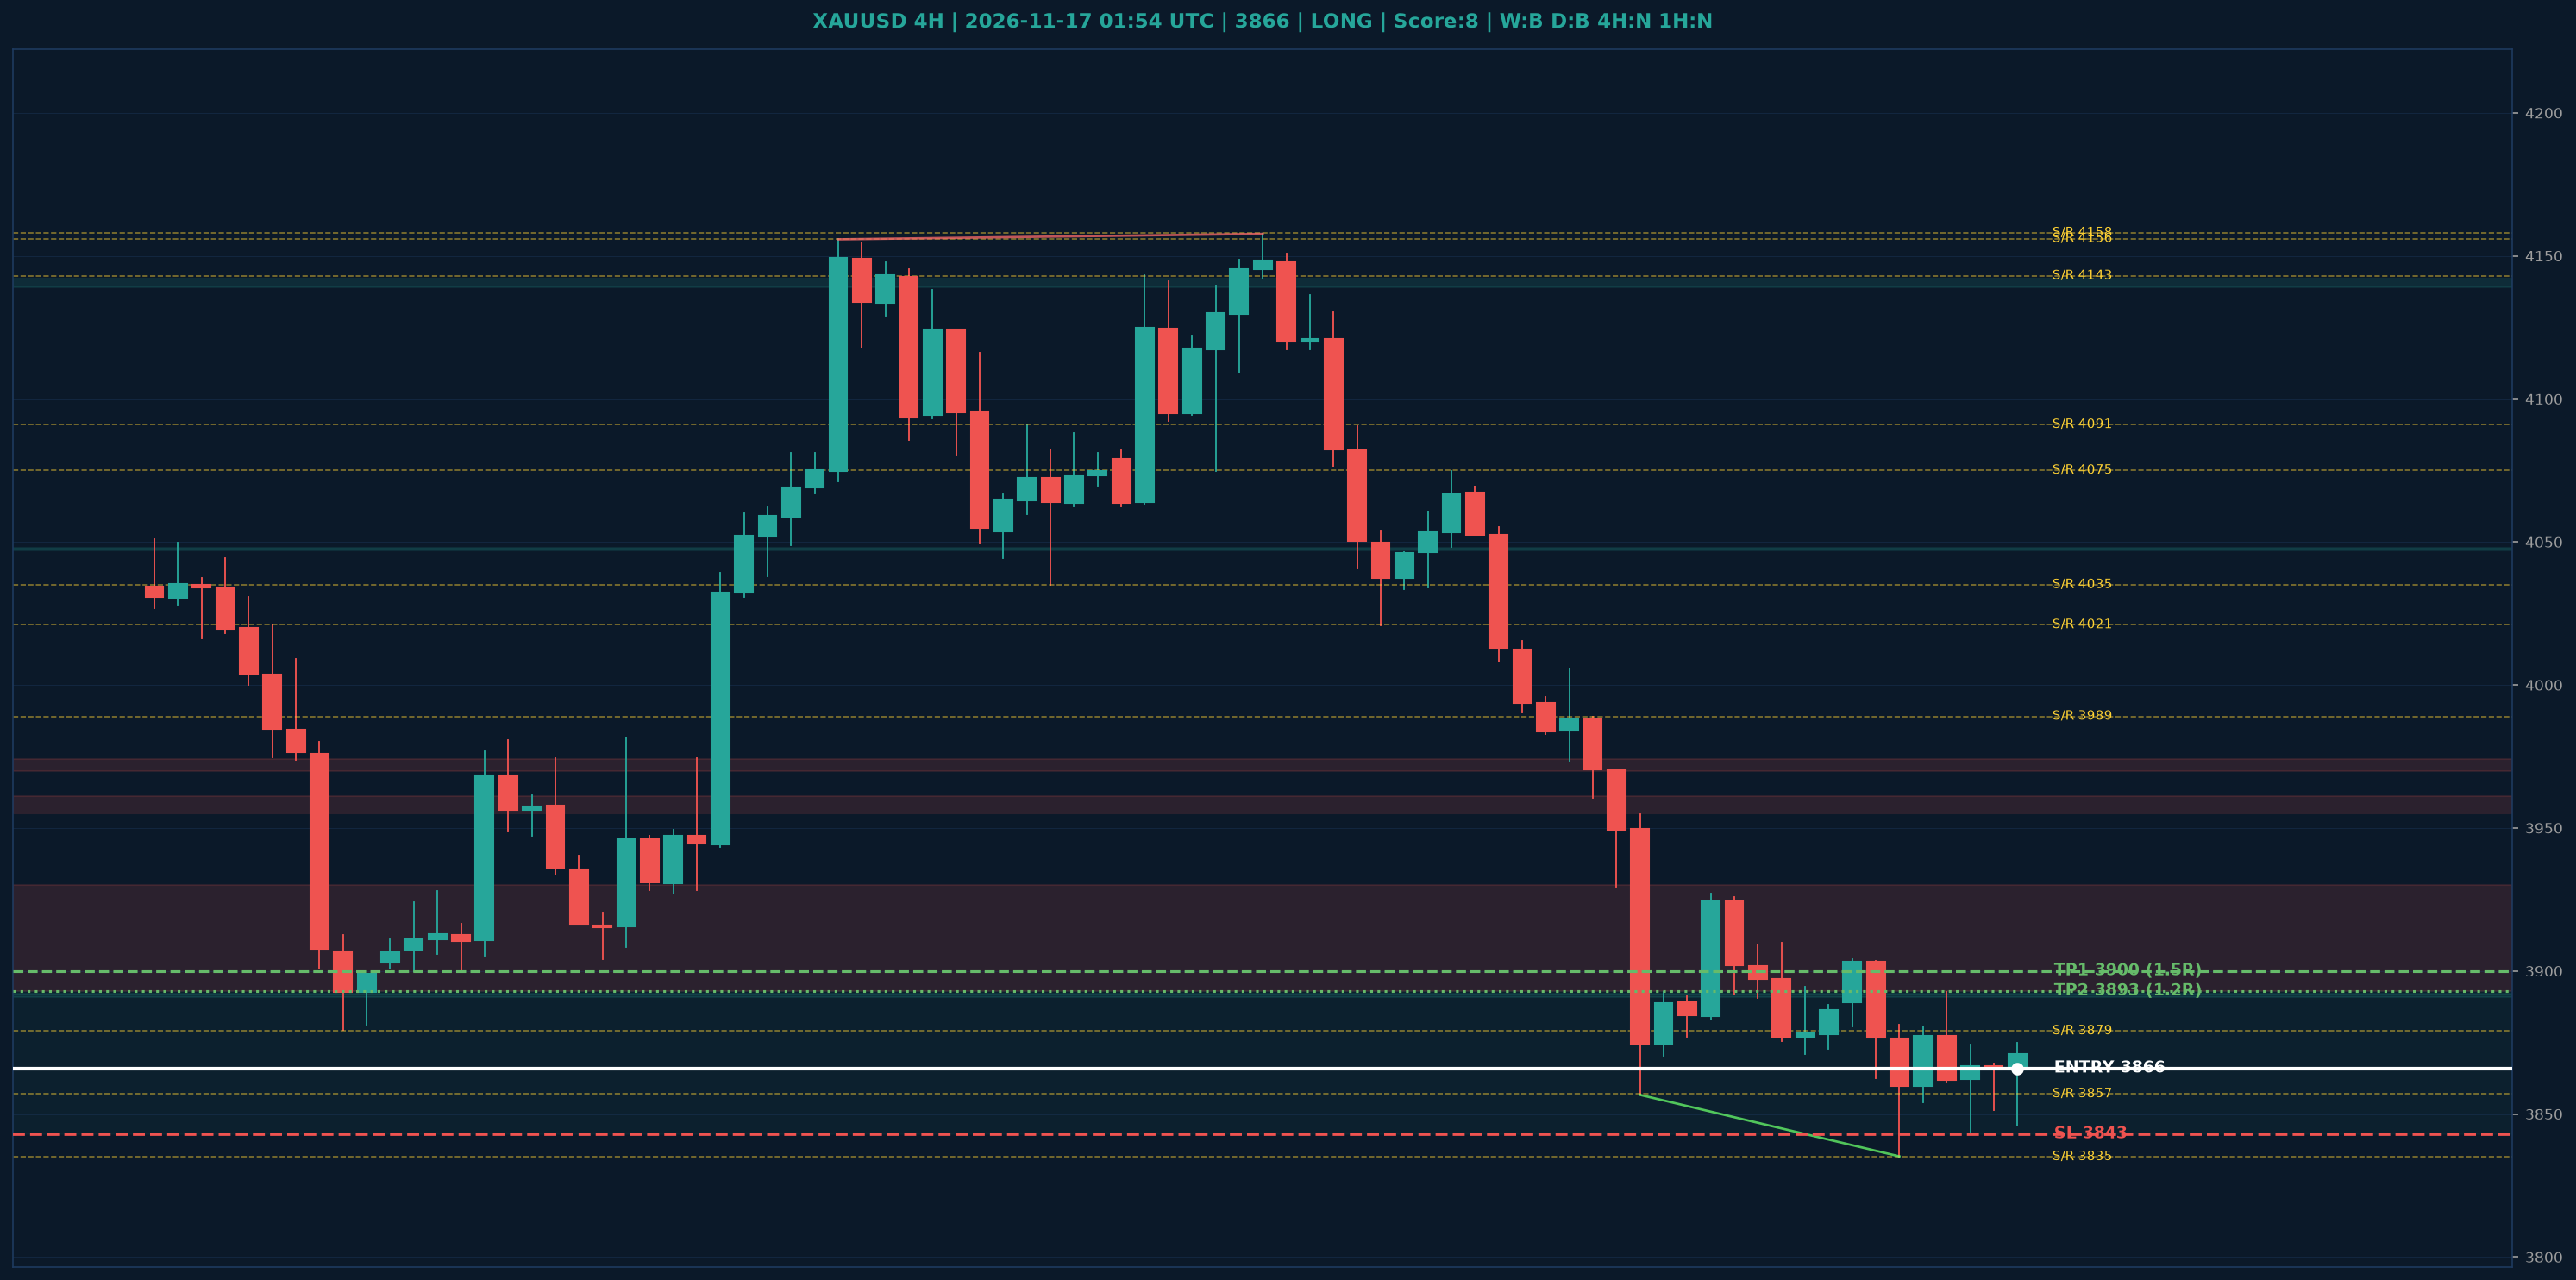 XAUUSD 4H | 2026-11-17 01:54 UTC | 3866 | LONG | Score:8 | W:B D:B 4H:N 1H:N
4200
S/R 4158
S/R 4156
4150
S/R 4143
4100
S/R 4091
S/R 4075
4050
S/R 4035
S/R 4021
4000
S/R 3989
3950
TP1 3900 (1.5R)
3900
TP2 3893 (1.2R)
S/R 3879
ENTRY 3866
S/R 3857
3850
SL 3843
S/R 3835
3800